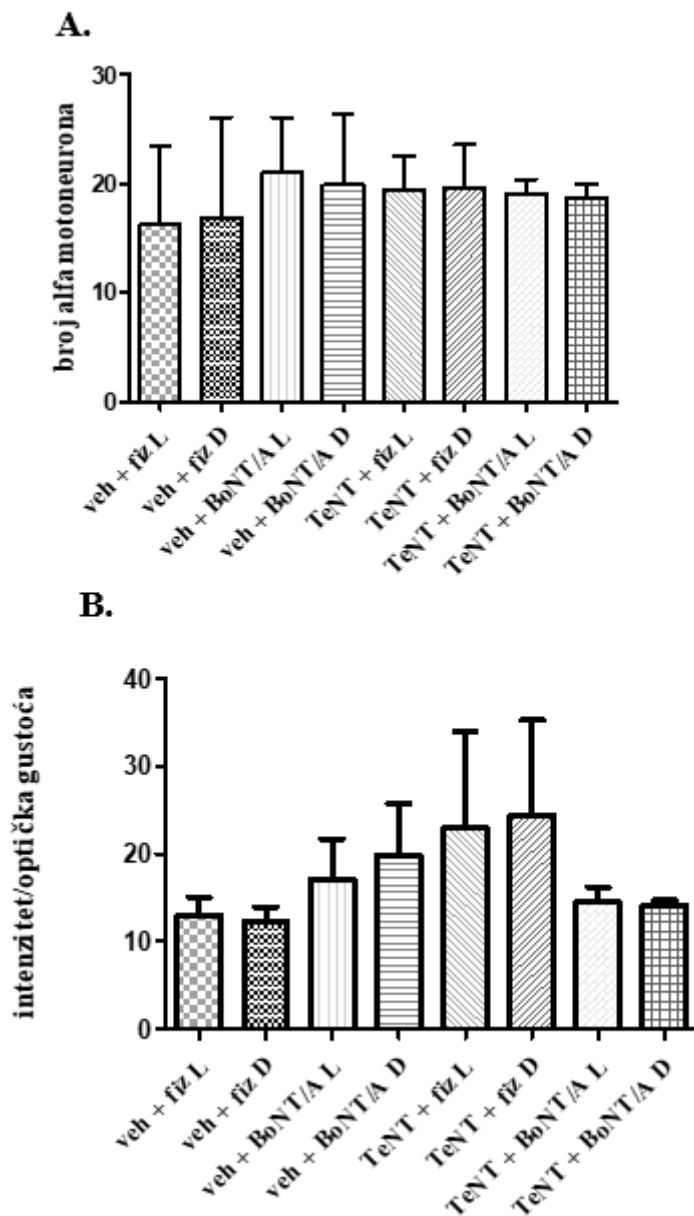 A.
broj alfa motoneurona
30
20
10
0
veh + fiz L
veh + fiz D
veh + BoNT/A L
veh + BoNT/A D
TeNT + fiz L
TeNT + fiz D
TeNT + BoNT/A L
TeNT + BoNT/A D
B.
intenzitet/optička gustoća
40
30
20
10
0
veh + fiz L
veh + fiz D
veh + BoNT/A L
veh + BoNT/A D
TeNT + fiz L
TeNT + fiz D
TeNT + BoNT/A L
TeNT + BoNT/A D